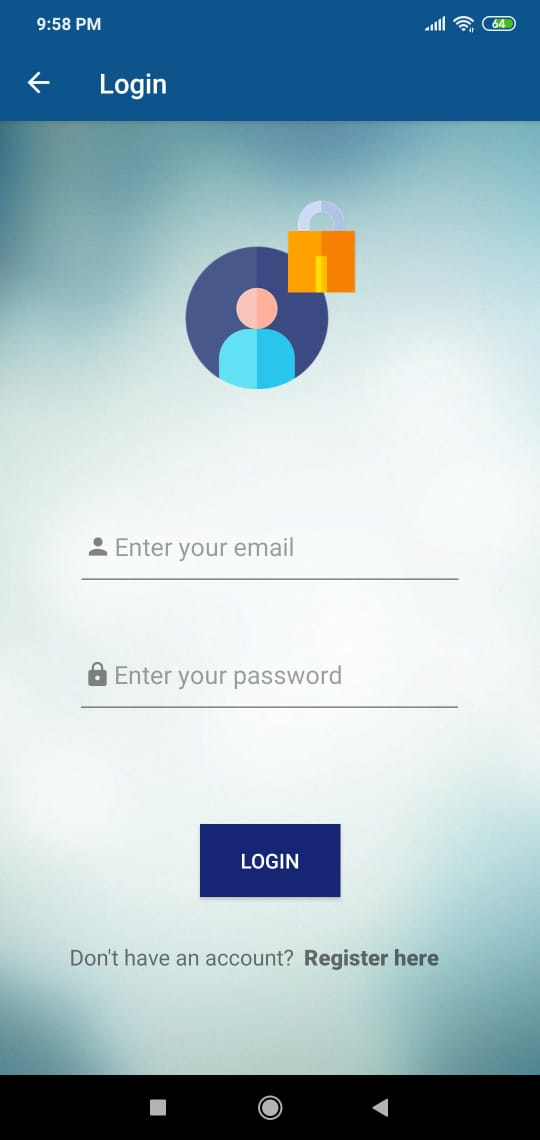 9:58 PM
64
Login
Enter your email
Enter your password
LOGIN
Don't have an account? Register here